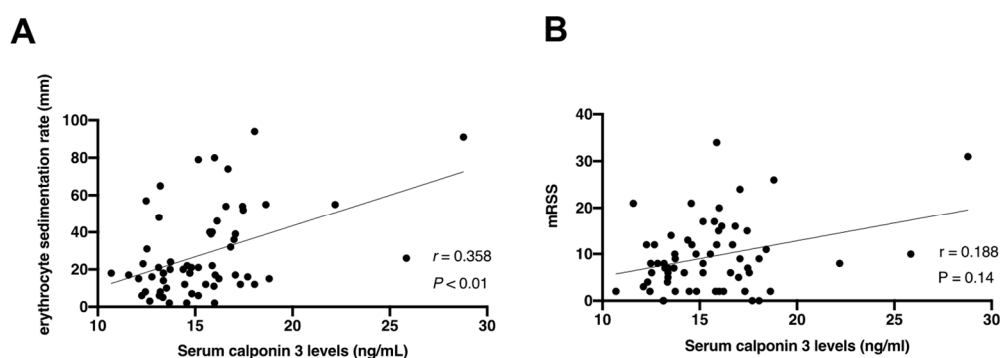 A
erythrocyte sedimentation rate (mm)
100
80
60
40
20
0
10
15
20
25
30
r = 0.358
P < 0.01
Serum calponin 3 levels (ng/mL)
B
mRSS
40
30
20
10
0
10
15
20
25
30
r = 0.188
P = 0.14
Serum calponin 3 levels (ng/ml)